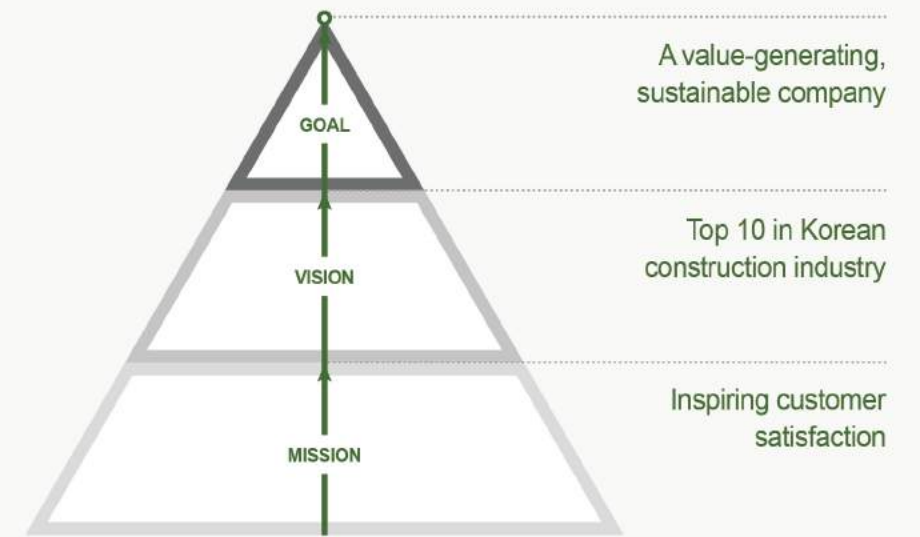 A value-generating,
sustainable company
GOAL
Top 10 in Korean
construction industry
VISION
Inspiring customer
satisfaction
MISSION